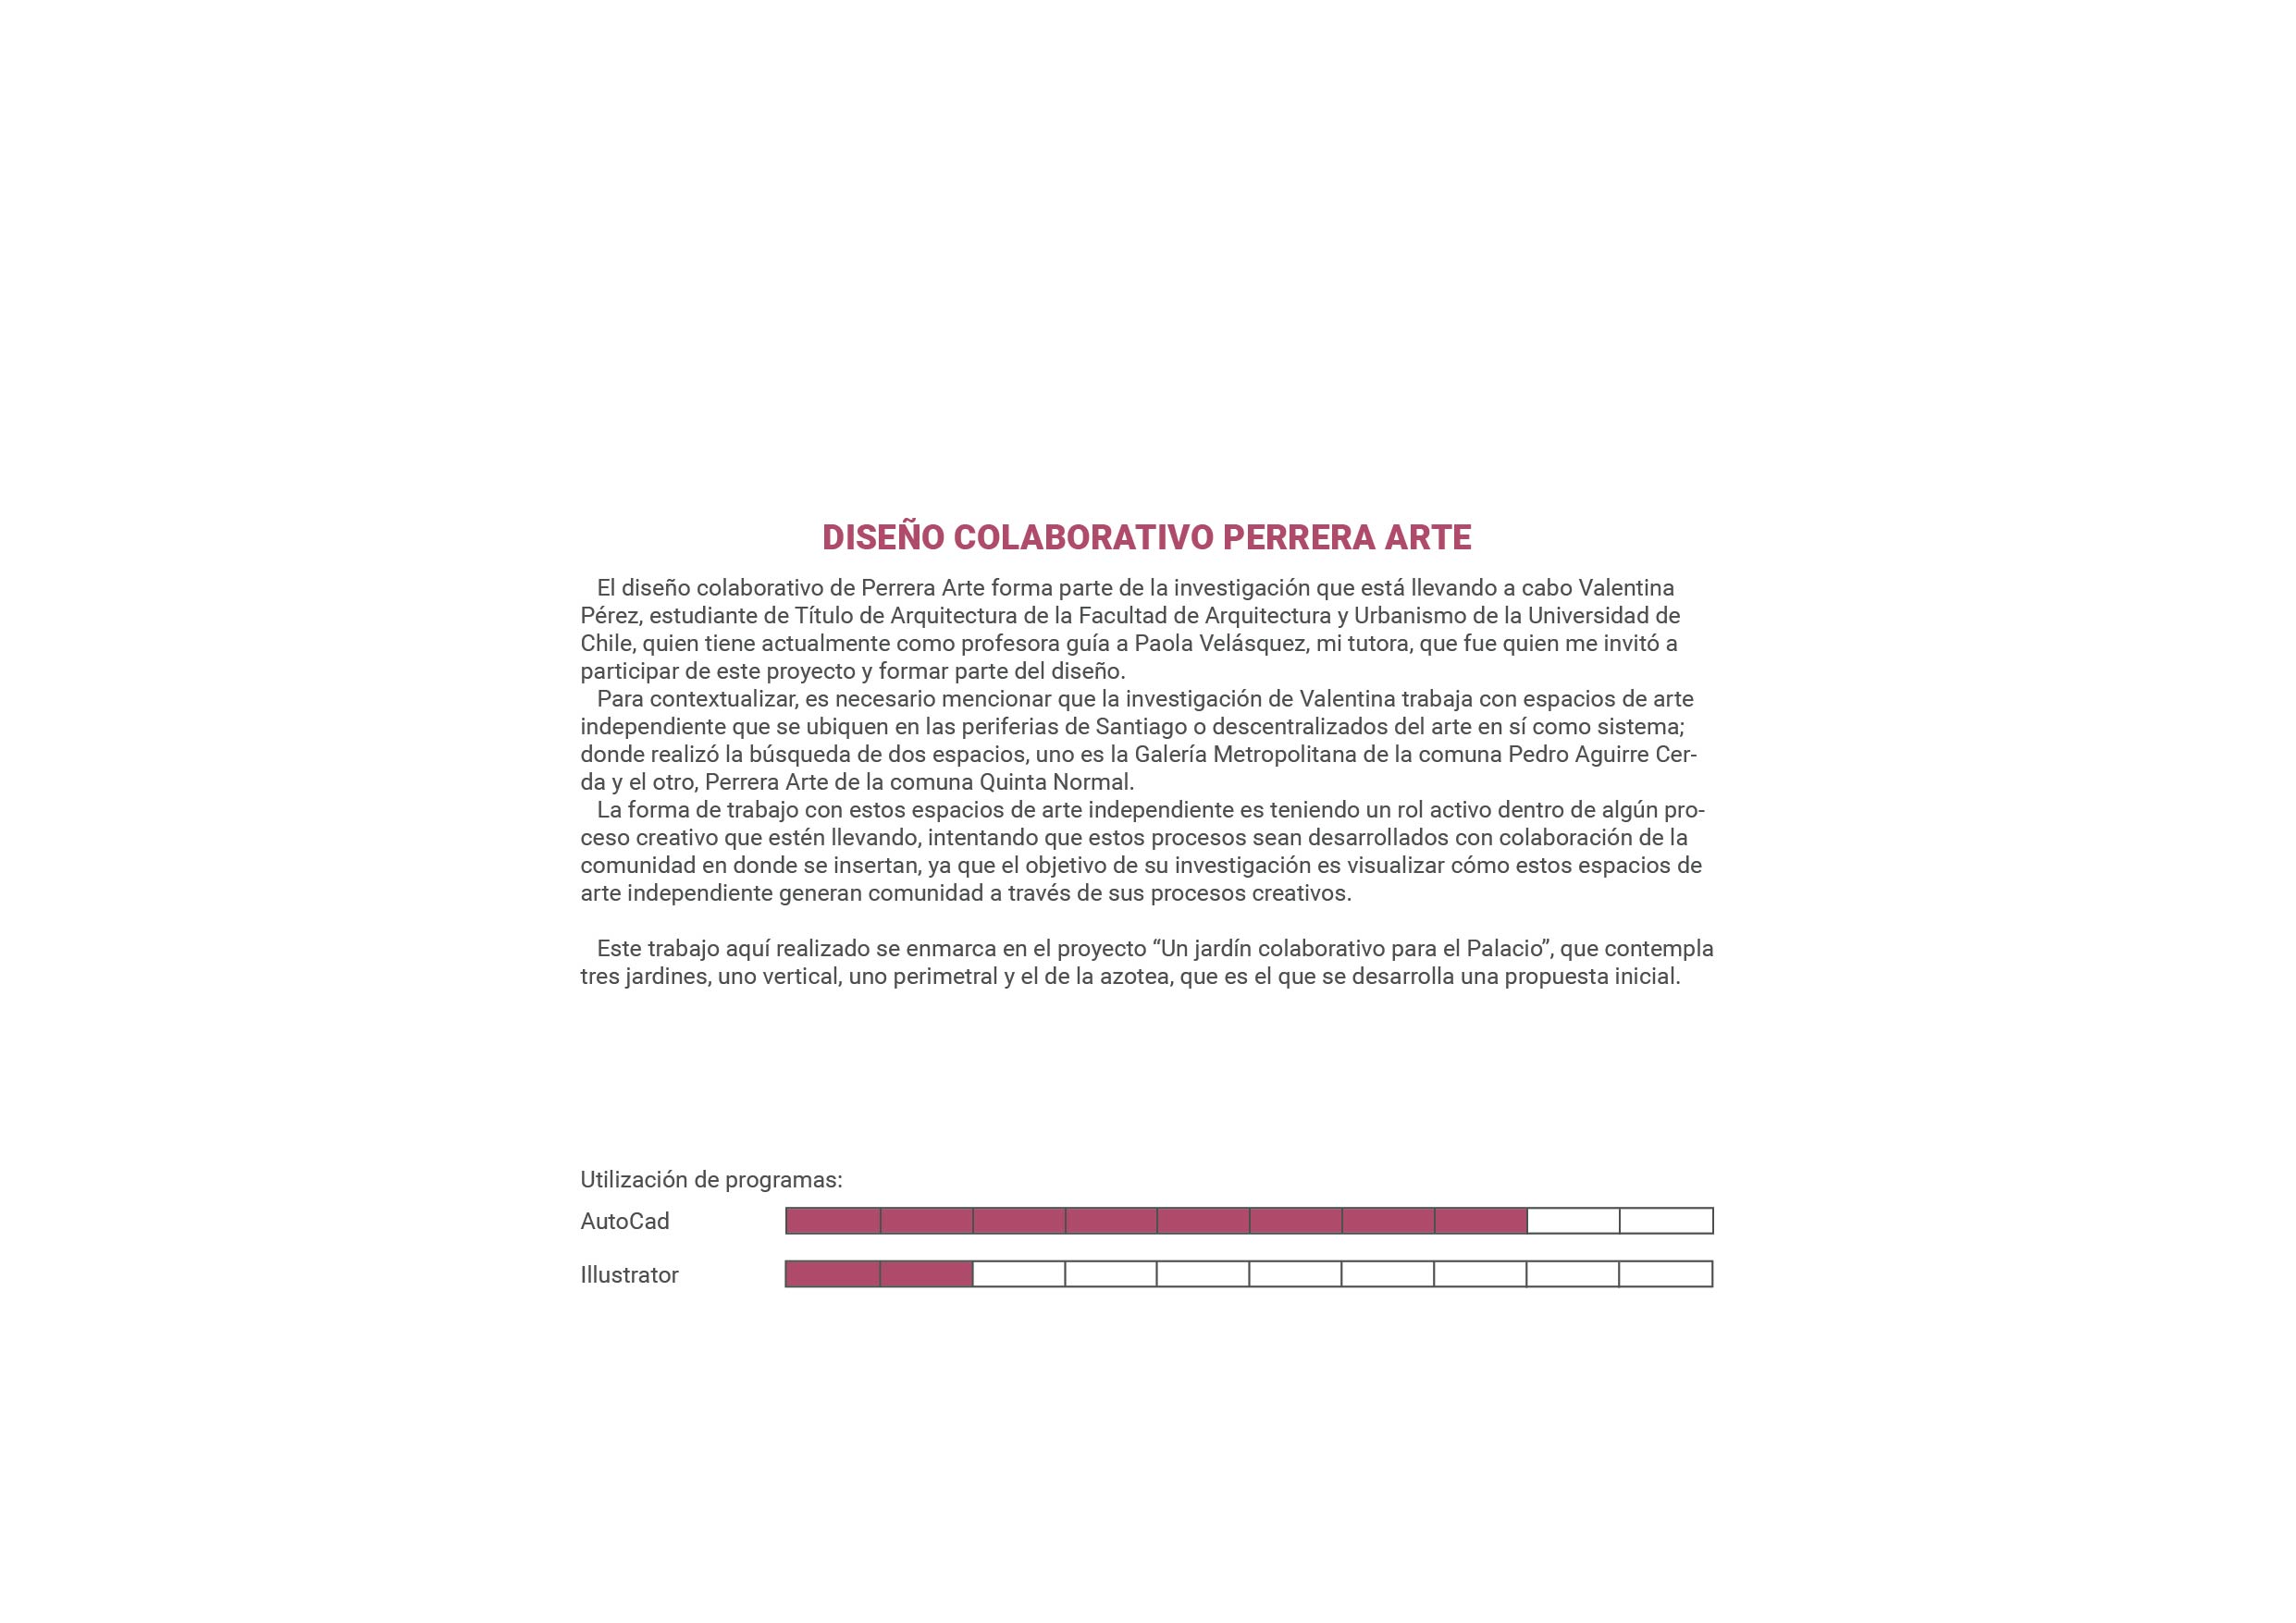 DISEÑO COLABORATIVO PERRERA ARTE
El diseño colaborativo de Perrera Arte forma parte de la investigación que está llevando a cabo Valentina
Pérez, estudiante de Título de Arquitectura de la Facultad de Arquitectura y Urbanismo de la Universidad de
Chile, quien tiene actualmente como profesora guía a Paola Velásquez, mi tutora, que fue quien me invitó a
participar de este proyecto y formar parte del diseño.
Para contextualizar, es necesario mencionar que la investigación de Valentina trabaja con espacios de arte
independiente que se ubiquen en las periferias de Santiago o descentralizados del arte en sí como sistema;
donde realizó la búsqueda de dos espacios, uno es la Galería Metropolitana de la comuna Pedro Aguirre Cer-
da y el otro, Perrera Arte de la comuna Quinta Normal.
La forma de trabajo con estos espacios de arte independiente es teniendo un rol activo dentro de algún pro-
ceso creativo que estén llevando, intentando que estos procesos sean desarrollados con colaboración de la
comunidad en donde se insertan, ya que el objetivo de su investigación es visualizar cómo estos espacios de
arte independiente generan comunidad a través de sus procesos creativos.
Este trabajo aquí realizado se enmarca en el proyecto “Un jardín colaborativo para el Palacio”, que contempla
tres jardines, uno vertical, uno perimetral y el de la azotea, que es el que se desarrolla una propuesta inicial.
Utilización de programas:
AutoCad
Illustrator